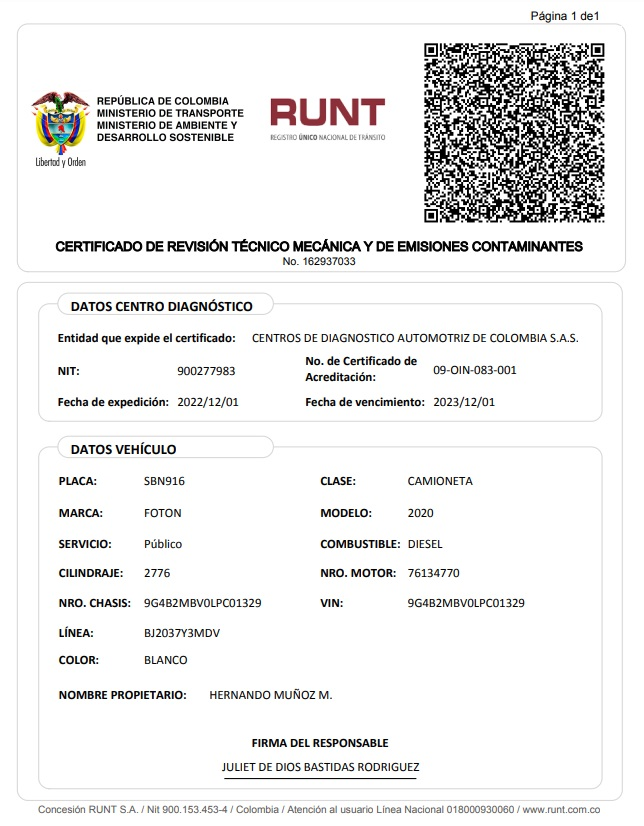 Página 1 de1
REPÚBLICA DE COLOMBIA
MINISTERIO DE TRANSPORTE
MINISTERIO DE AMBIENTE Y
DESARROLLO SOSTENIBLE
Libertad y Orden
RUNT
REGISTRO ÚNICO NACIONAL DE TRÁNSITO
CERTIFICADO DE REVISIÓN TÉCNICO MECÁNICA Y DE EMISIONES CONTAMINANTES
No. 162937033
DATOS CENTRO DIAGNÓSTICO
Entidad que expide el certificado: CENTROS DE DIAGNOSTICO AUTOMOTRIZ DE COLOMBIA S.A.S.
NIT: 900277983 No. de Certificado de
Acreditación: 09-OIN-083-001
Fecha de expedición: 2022/12/01 Fecha de vencimiento: 2023/12/01
DATOS VEHÍCULO
PLACA: SBN916 CLASE: CAMIONETA
MARCA: FOTON MODELO: 2020
SERVICIO: Público COMBUSTIBLE: DIESEL
CILINDRAJE: 2776 NRO. MOTOR: 76134770
NRO. CHASIS: 9G4B2MBV0LPC01329 VIN: 9G4B2MBV0LPC01329
LÍNEA: BJ2037Y3MDV
COLOR: BLANCO
NOMBRE PROPIETARIO: HERNANDO MUÑOZ M.
FIRMA DEL RESPONSABLE
JULIET DE DIOS BASTIDAS RODRIGUEZ
Concesión RUNT S.A. / Nit 900.153.453-4 / Colombia / Atención al usuario Línea Nacional 018000930060 / www.runt.com.co